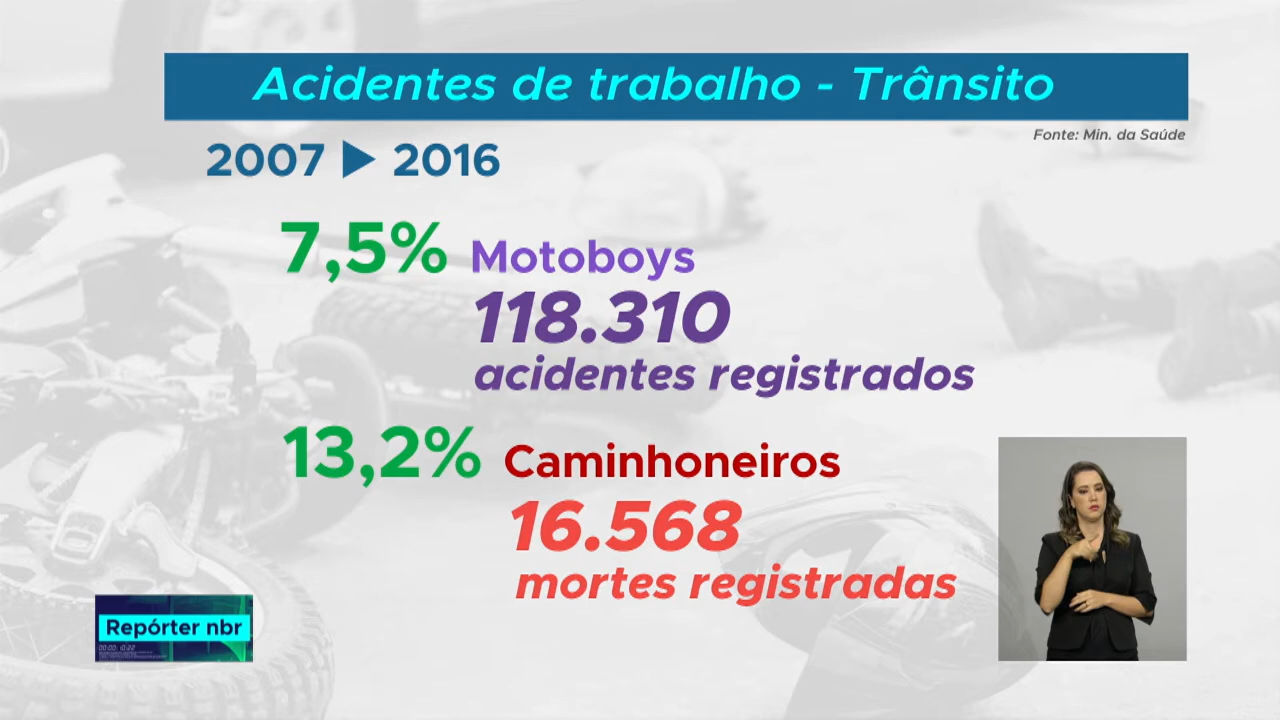 Acidentes de trabalho - Trânsito
Fonte: Min. da Saúde
2007 ▶ 2016
7,5% Motoboys
118.310
acidentes registrados
13,2% Caminhoneiros
16.568
mortes registradas
Repórter nbr